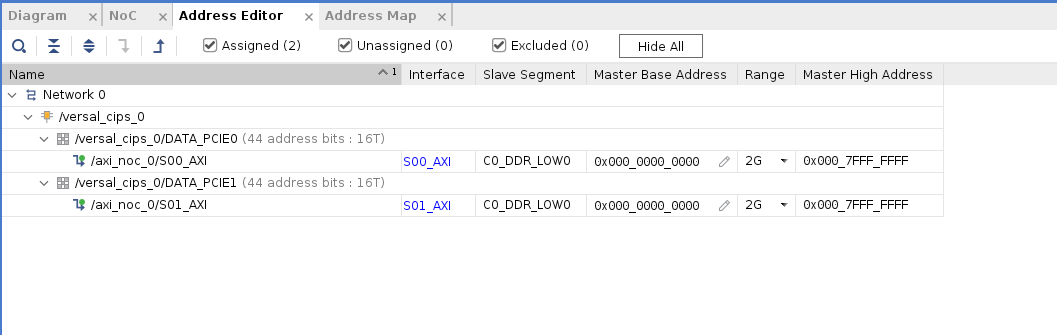 Diagram × NoC × Address Editor × Address Map ×
Assigned (2) Unassigned (0) Excluded (0) Hide All
Name 1 Interface Slave Segment Master Base Address Range Master High Address
Network 0
/versal_cips_0
/versal_cips_0/DATA_PCIE0 (44 address bits : 16T)
/axi_noc_0/S00_AXI S00_AXI C0_DDR_LOW0 0x000_0000_0000 2G 0x000_7FFF_FFFF
/versal_cips_0/DATA_PCIE1 (44 address bits : 16T)
/axi_noc_0/S01_AXI S01_AXI C0_DDR_LOW0 0x000_0000_0000 2G 0x000_7FFF_FFFF